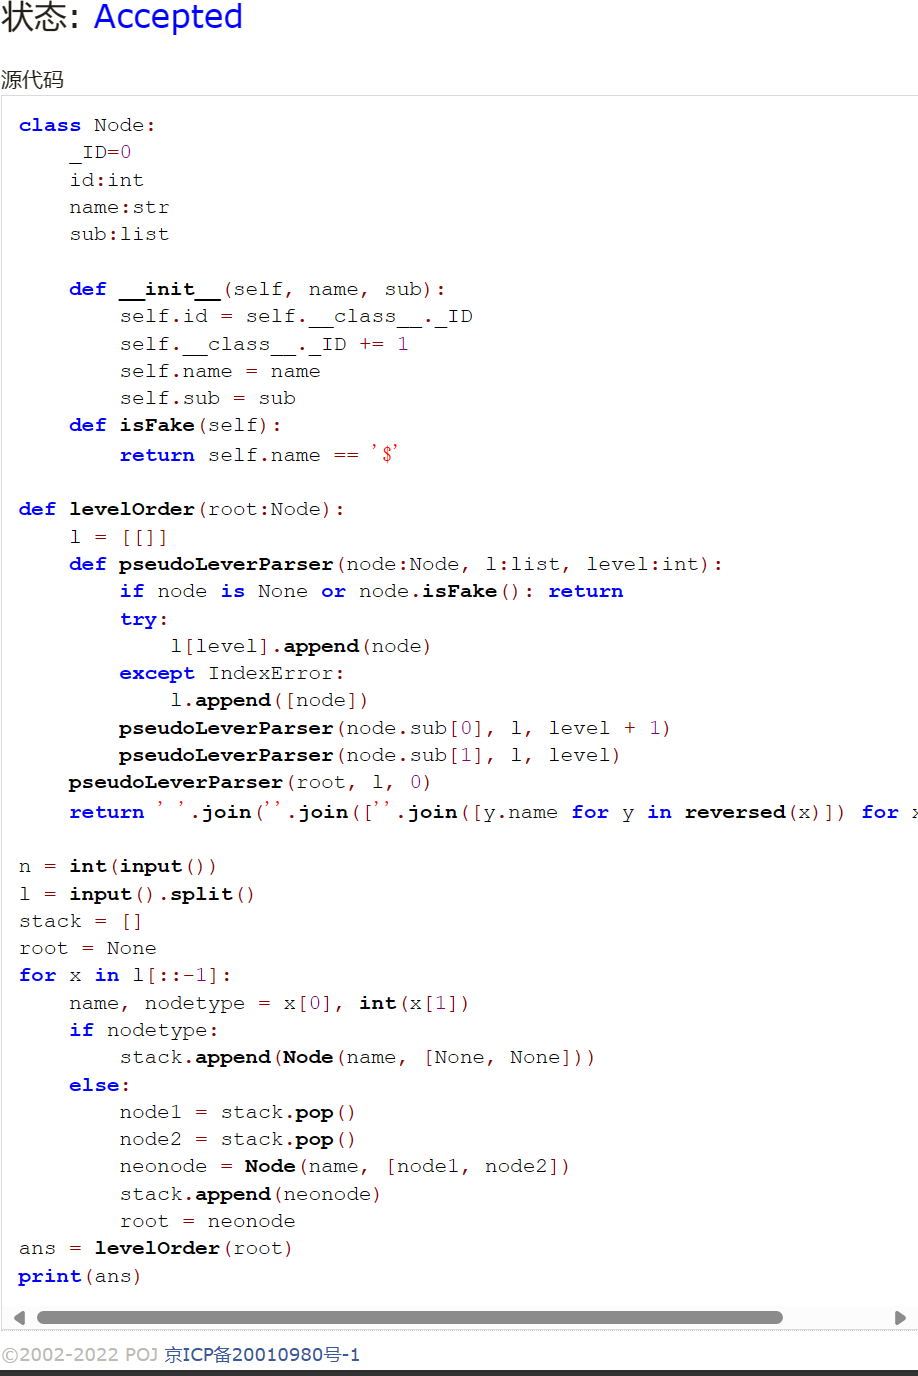 状态: Accepted
源代码
class Node:
    _ID=0
    id:int
    name:str
    sub:list

    def __init__(self, name, sub):
        self.id = self.__class__._ID
        self.__class__._ID += 1
        self.name = name
        self.sub = sub
    def isFake(self):
        return self.name == '$'

def levelOrder(root:Node):
    l = [[]]
    def pseudoLeverParser(node:Node, l:list, level:int):
        if node is None or node.isFake(): return
        try:
            l[level].append(node)
        except IndexError:
            l.append([node])
        pseudoLeverParser(node.sub[0], l, level + 1)
        pseudoLeverParser(node.sub[1], l, level)
    pseudoLeverParser(root, l, 0)
    return ' '.join(''.join([''.join([y.name for y in reversed(x)]) for x

n = int(input())
l = input().split()
stack = []
root = None
for x in l[::-1]:
    name, nodetype = x[0], int(x[1])
    if nodetype:
        stack.append(Node(name, [None, None]))
    else:
        node1 = stack.pop()
        node2 = stack.pop()
        neonode = Node(name, [node1, node2])
        stack.append(neonode)
        root = neonode
ans = levelOrder(root)
print(ans)
©2002-2022 POJ 京ICP备20010980号-1